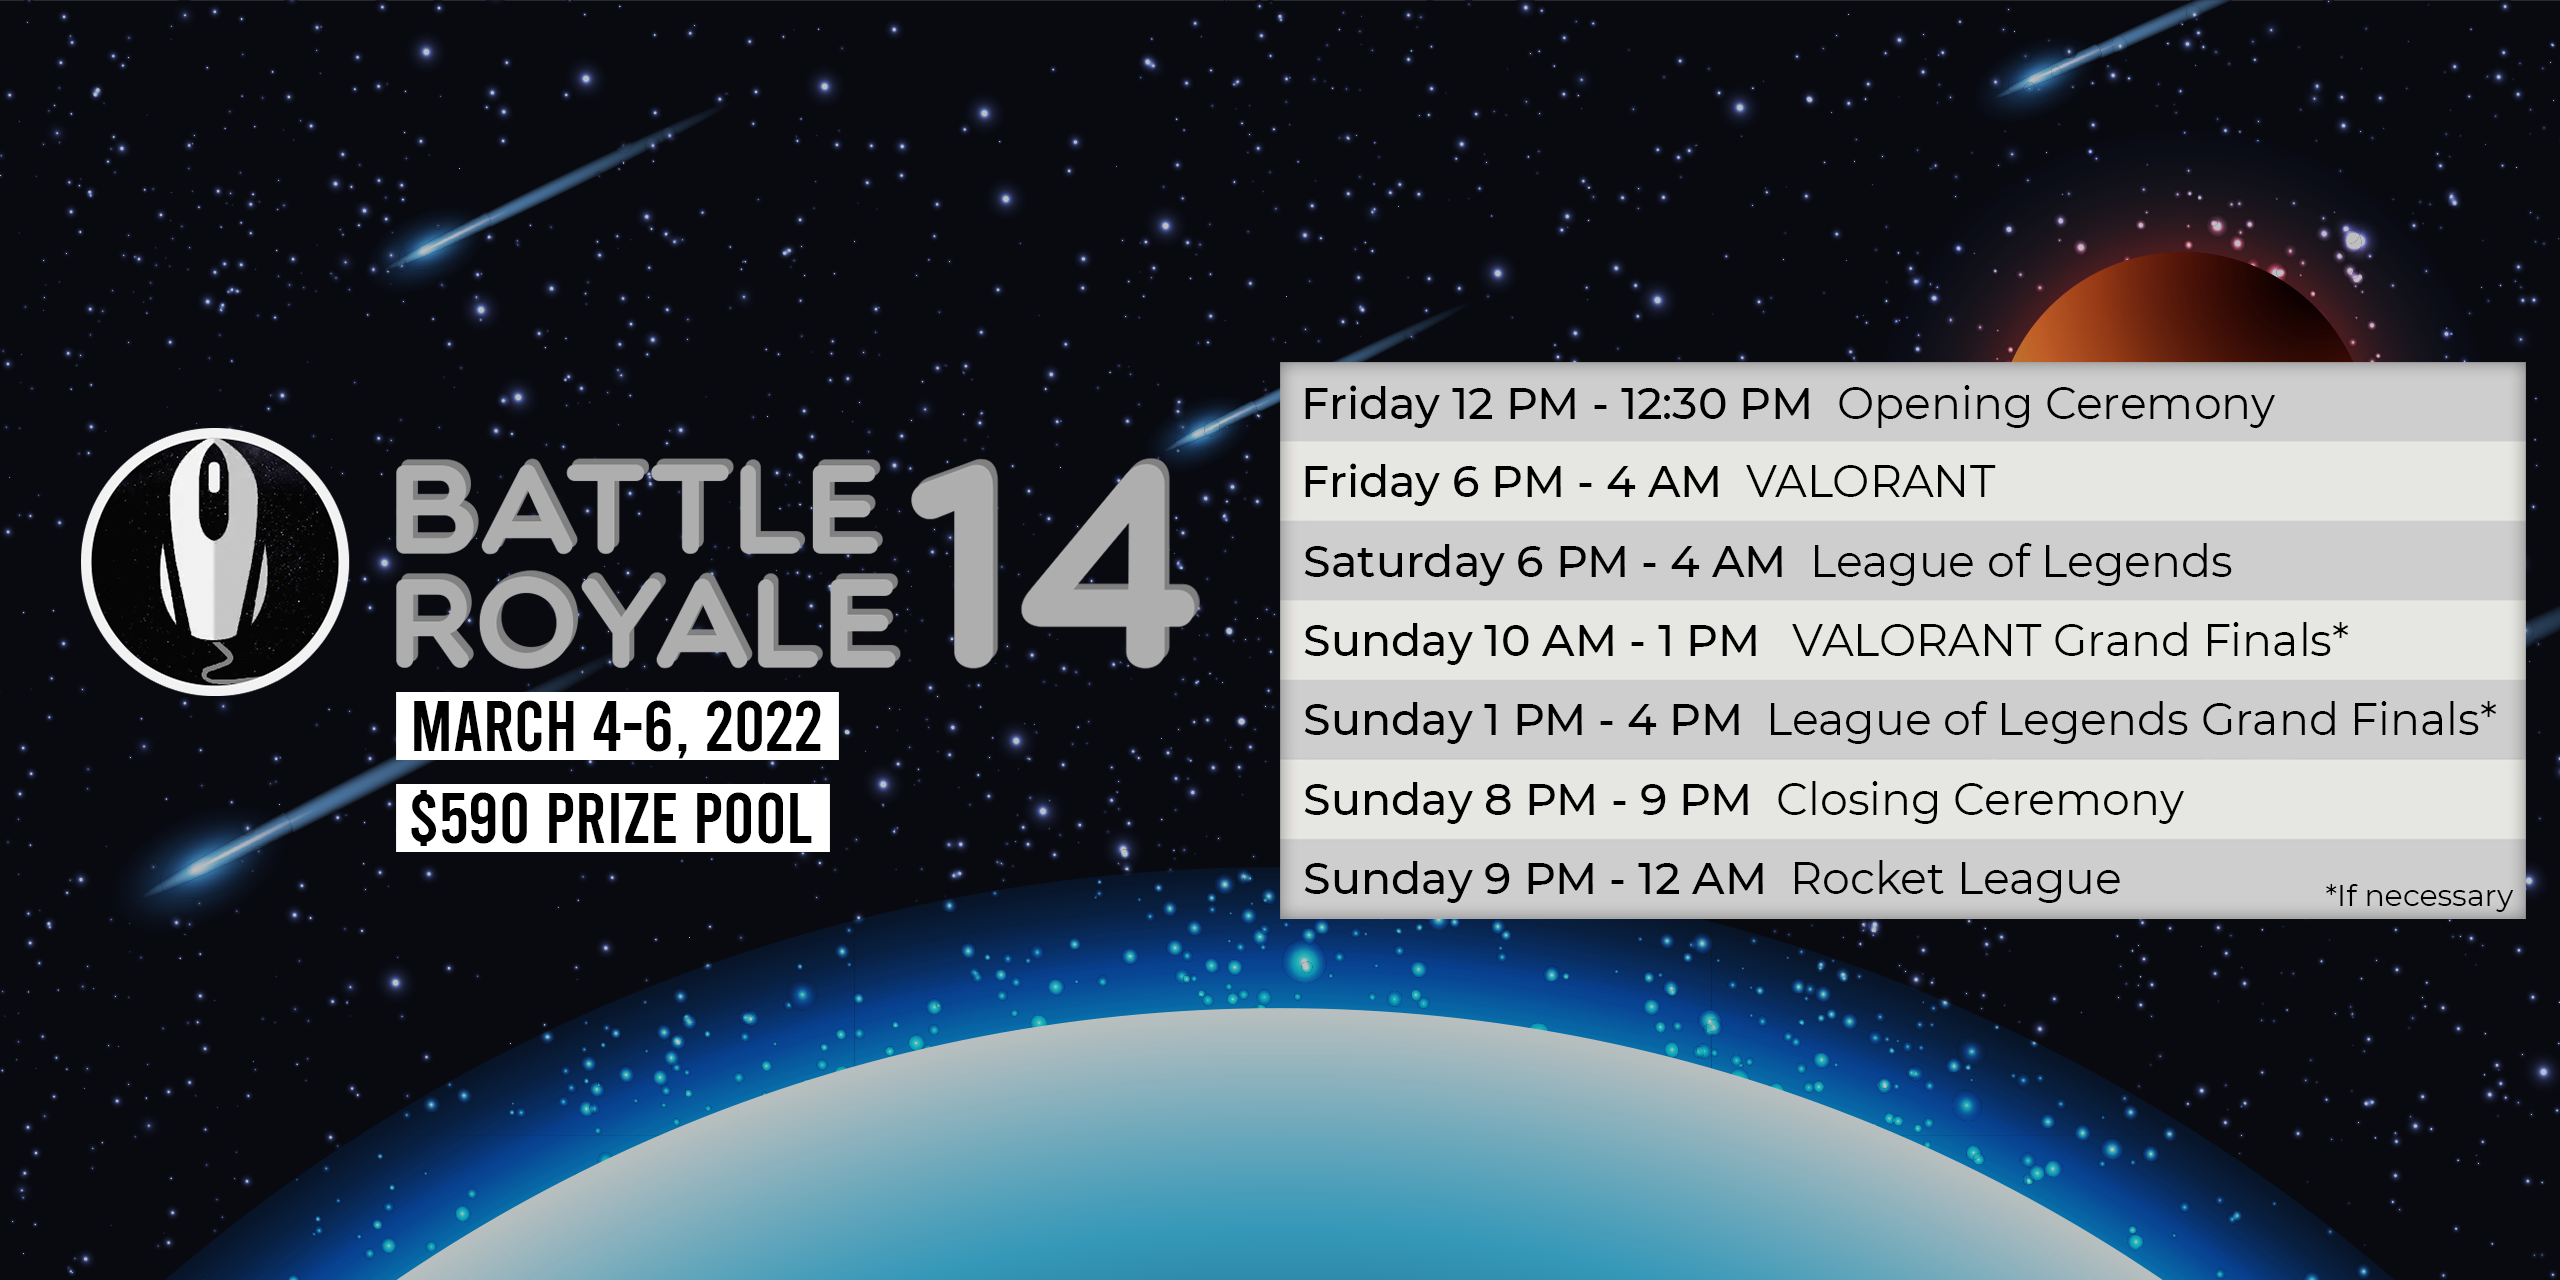 BATTLE
ROYALE 14
MARCH 4-6, 2022
$590 PRIZE POOL
Friday 12 PM - 12:30 PM Opening Ceremony
Friday 6 PM - 4 AM VALORANT
Saturday 6 PM - 4 AM League of Legends
Sunday 10 AM - 1 PM VALORANT Grand Finals*
Sunday 1 PM - 4 PM League of Legends Grand Finals*
Sunday 8 PM - 9 PM Closing Ceremony
Sunday 9 PM - 12 AM Rocket League
*If necessary